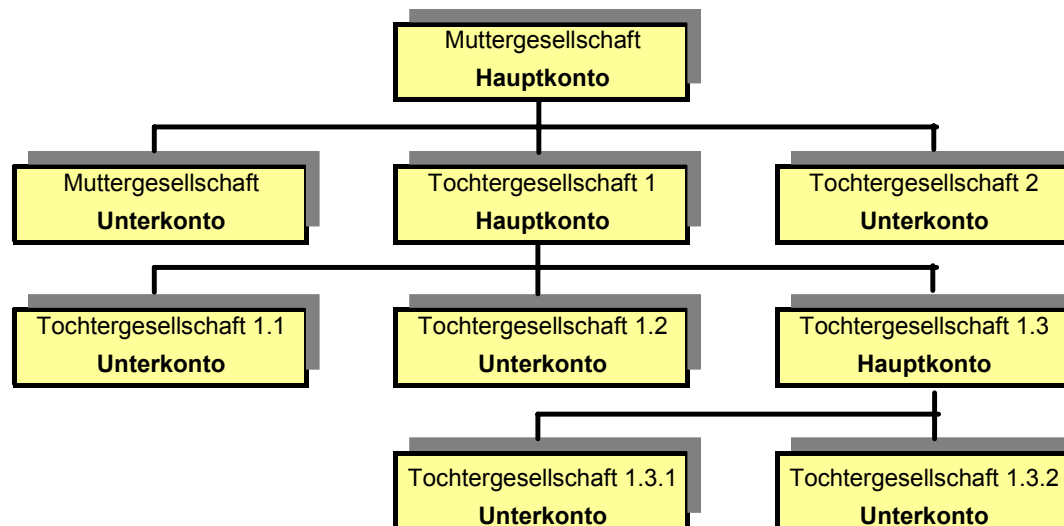 Muttergesellschaft
Hauptkonto
Muttergesellschaft
Unterkonto
Tochtergesellschaft 1
Hauptkonto
Tochtergesellschaft 2
Unterkonto
Tochtergesellschaft 1.1
Unterkonto
Tochtergesellschaft 1.2
Unterkonto
Tochtergesellschaft 1.3
Hauptkonto
Tochtergesellschaft 1.3.1
Unterkonto
Tochtergesellschaft 1.3.2
Unterkonto